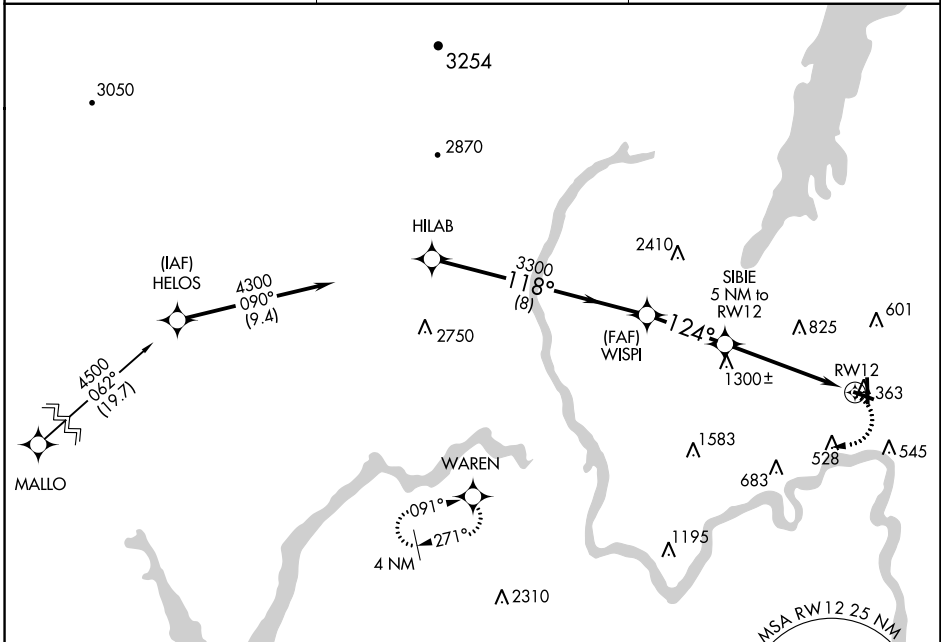 3254
3050
2870
HILAB
2410
(IAF)
HELOS
4300
090°
(9.4)
3300
118°
(8)
SIBIE
5 NM to
RW12
(FAF)
WISPI
124°
2750
825
601
1300±
RW12
363
4500
062°
(19.7)
MALLO
1583
528
545
683
WAREN
091°
271°
4 NM
1195
2310
MSA RW12 25 NM